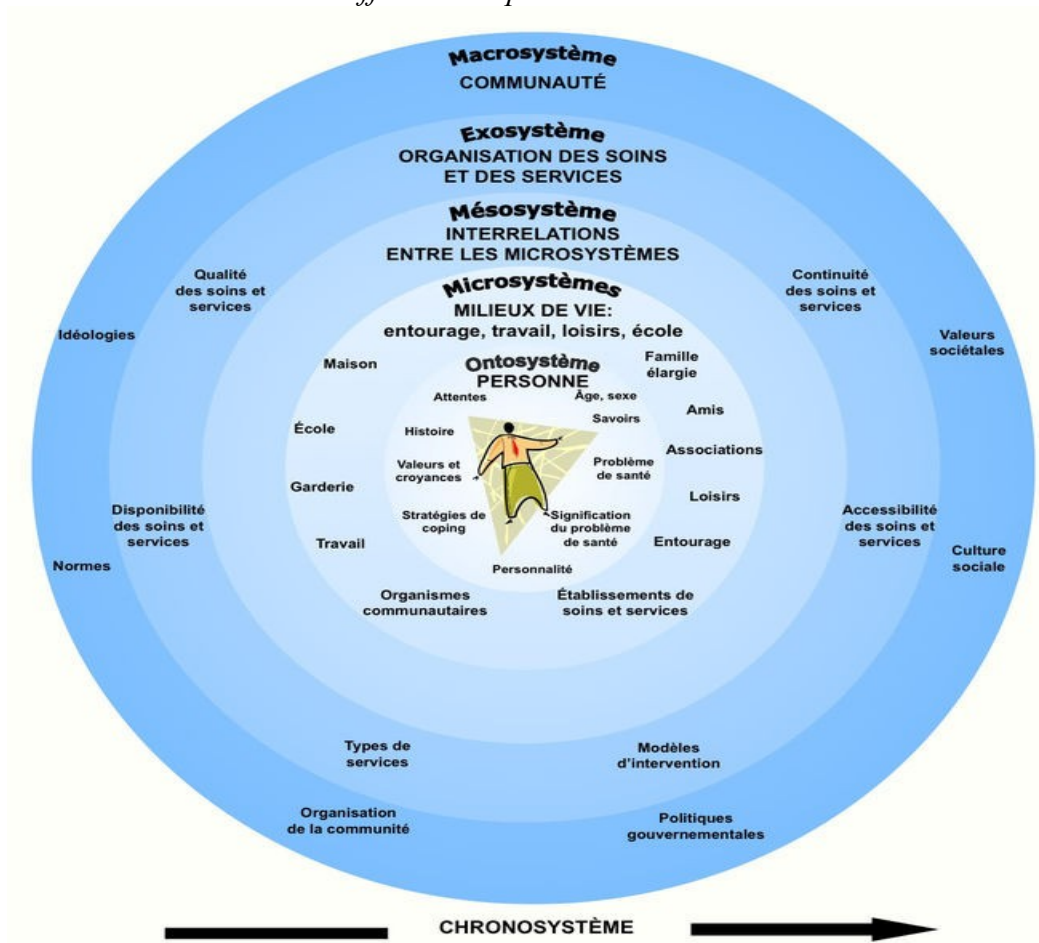 Macrosystème
COMMUNAUTÉ
Exosystème
ORGANISATION DES SOINS
ET DES SERVICES
Mésosystème
INTERRELATIONS
ENTRE LES MICROSYSTÈMES
Qualité
des soins et
services
Continuité
des soins et
services
Microsystèmes
MILIEUX DE VIE:
entourage, travail, loisirs, école
Idéologies
Valeurs
sociétales
Maison
Ontosystème
PERSONNE
Famille
élargie
Attentes
Âge, sexe
Amis
École
Histoire
Savoirs
Associations
Valeurs et
croyances
Problème
de santé
Garderie
Loisirs
Disponibilité
des soins et
services
Stratégies de
coping
Signification
du problème
de santé
Accessibilité
des soins et
services
Travail
Entourage
Normes
Culture
sociale
Personnalité
Organismes
communautaires
Établissements de
soins et services
Types de
services
Modèles
d'intervention
Organisation
de la communité
Politiques
gouvernementales
CHRONOSYSTÈME